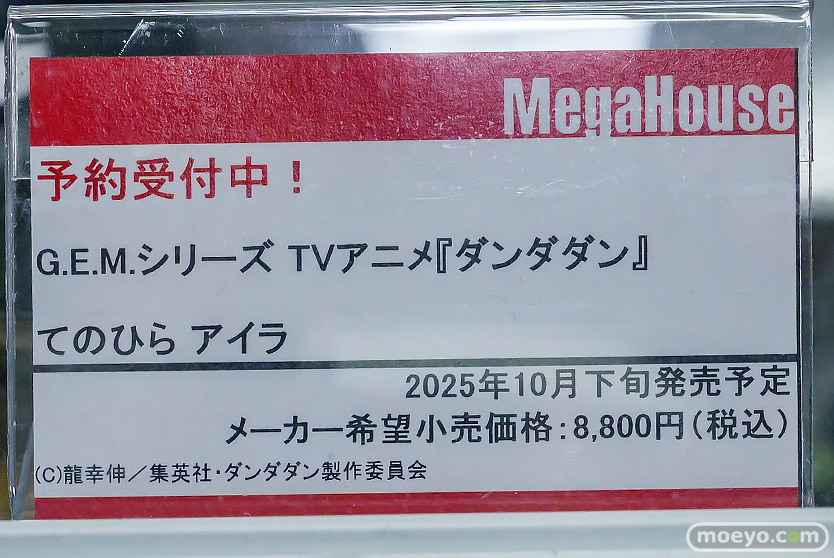 MegaHouse
予約受付中！
G.E.M.シリーズ TVアニメ『ダンダダン』
てのひら アイラ
2025年10月下旬発売予定
メーカー希望小売価格：8,800円（税込）
(C)龍幸伸／集英社・ダンダダン製作委員会
moeyo.com